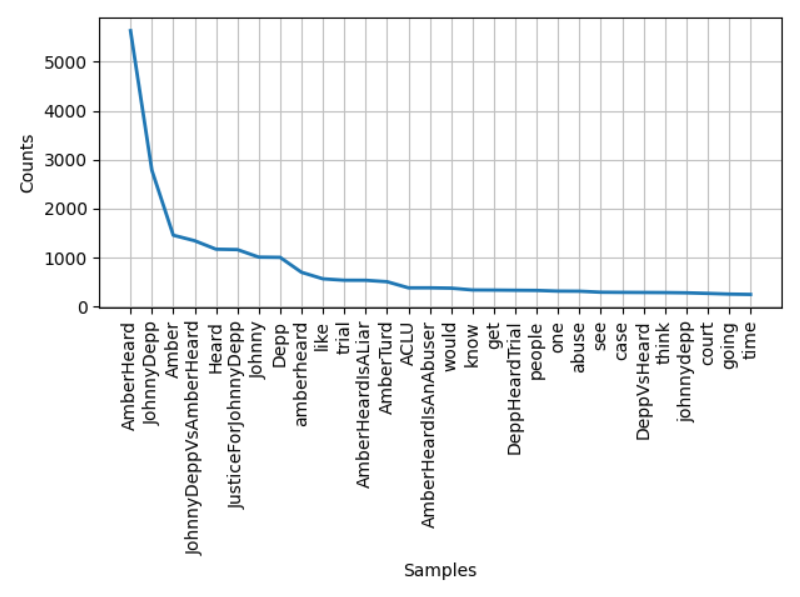 5000
4000
3000
2000
1000
0
Counts
AmberHeard
JohnnyDepp
Amber
JohnnyDeppVsAmberHeard
Heard
JusticeForJohnnyDepp
Johnny
Depp
amberheard
like
trial
AmberHeardIsALiar
AmberTurd
ACLU
AmberHeardIsAnAbuser
would
know
get
DeppHeardTrial
people
one
abuse
see
case
DeppVsHeard
think
johnnydepp
court
going
time
Samples